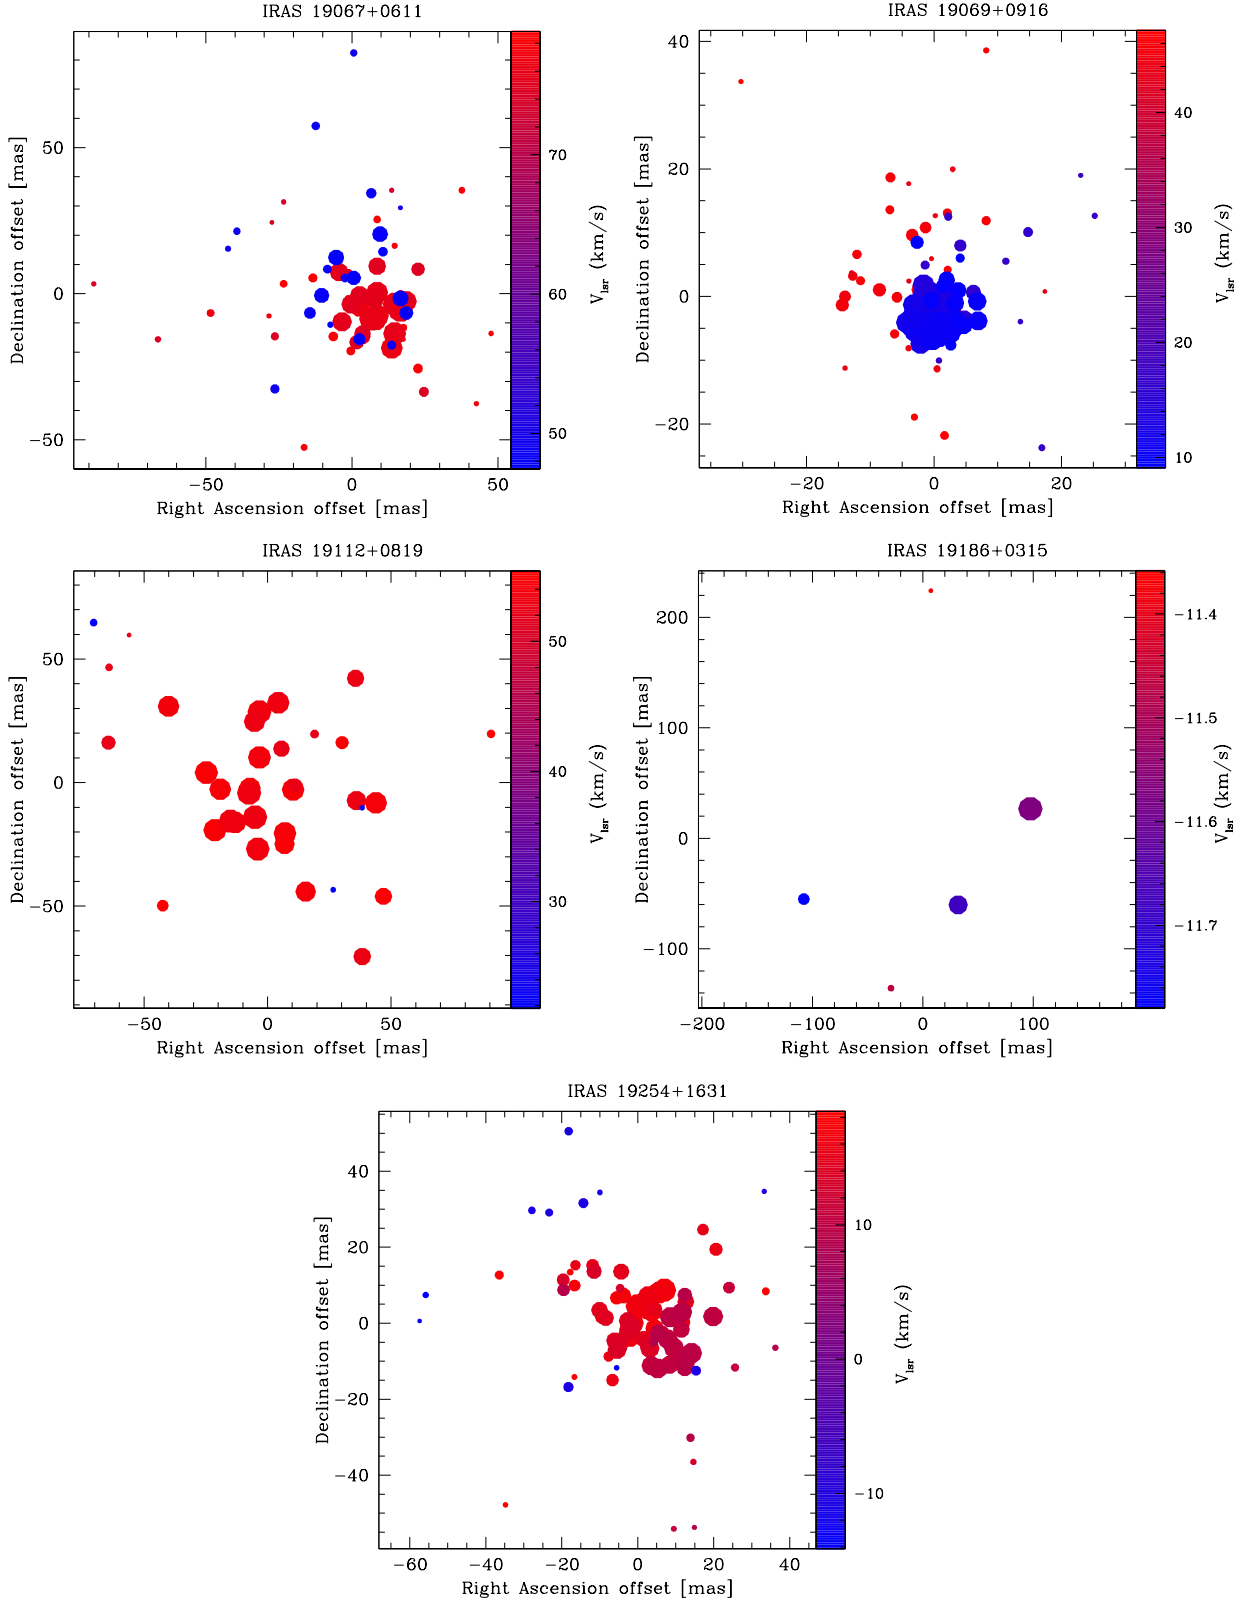 IRAS 19067+0611
50
0
−50
Declination offset [mas]
−50 0 50
Right Ascension offset [mas]
70
60
50
Vlsr (km/s)
IRAS 19069+0916
40
20
0
−20
Declination offset [mas]
−20 0 20
Right Ascension offset [mas]
40
30
20
10
Vlsr (km/s)
IRAS 19112+0819
50
0
−50
Declination offset [mas]
−50 0 50
Right Ascension offset [mas]
50
40
30
Vlsr (km/s)
IRAS 19186+0315
200
100
0
−100
Declination offset [mas]
−200 −100 0 100
Right Ascension offset [mas]
−11.4
−11.5
−11.6
−11.7
Vlsr (km/s)
IRAS 19254+1631
40
20
0
−20
−40
Declination offset [mas]
−60 −40 −20 0 20 40
Right Ascension offset [mas]
10
0
−10
Vlsr (km/s)